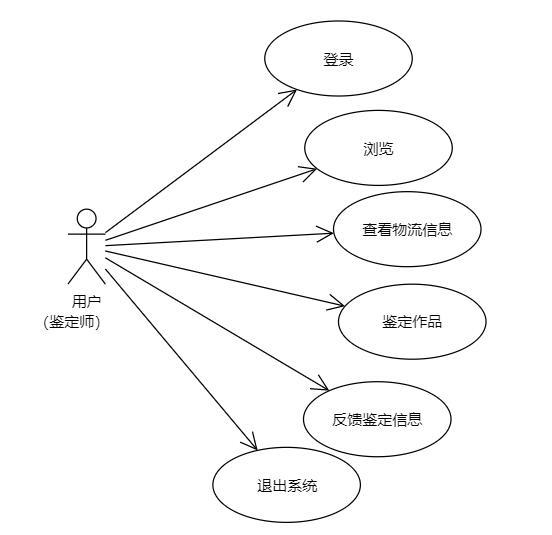 登录
浏览
查看物流信息
用户
(鉴定师)
鉴定作品
反馈鉴定信息
退出系统